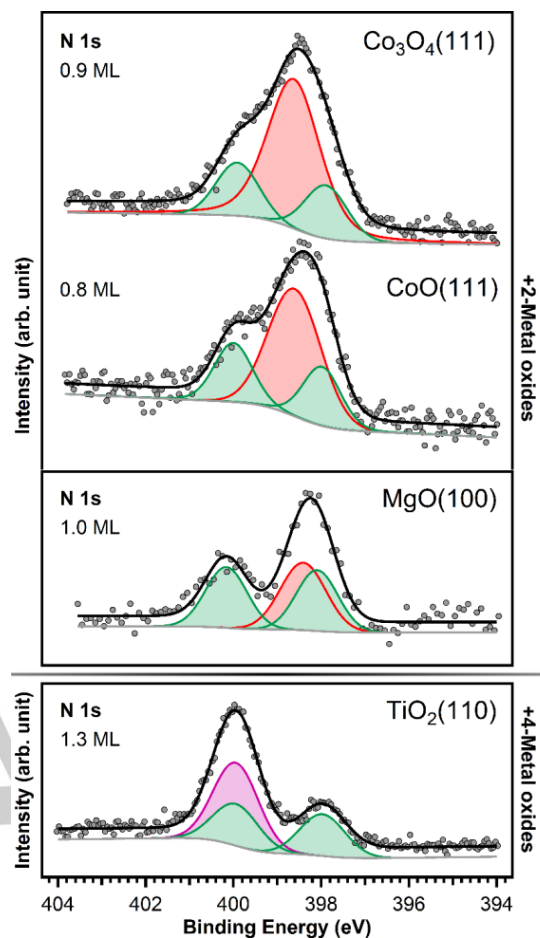 N 1s
0.9 ML
Co₃O₄(111)
0.8 ML
CoO(111)
Intensity (arb. unit)
+2-Metal oxides
N 1s
1.0 ML
MgO(100)
N 1s
1.3 ML
TiO₂(110)
Intensity (arb. unit)
+4-Metal oxides
404 402 400 398 396 394
Binding Energy (eV)